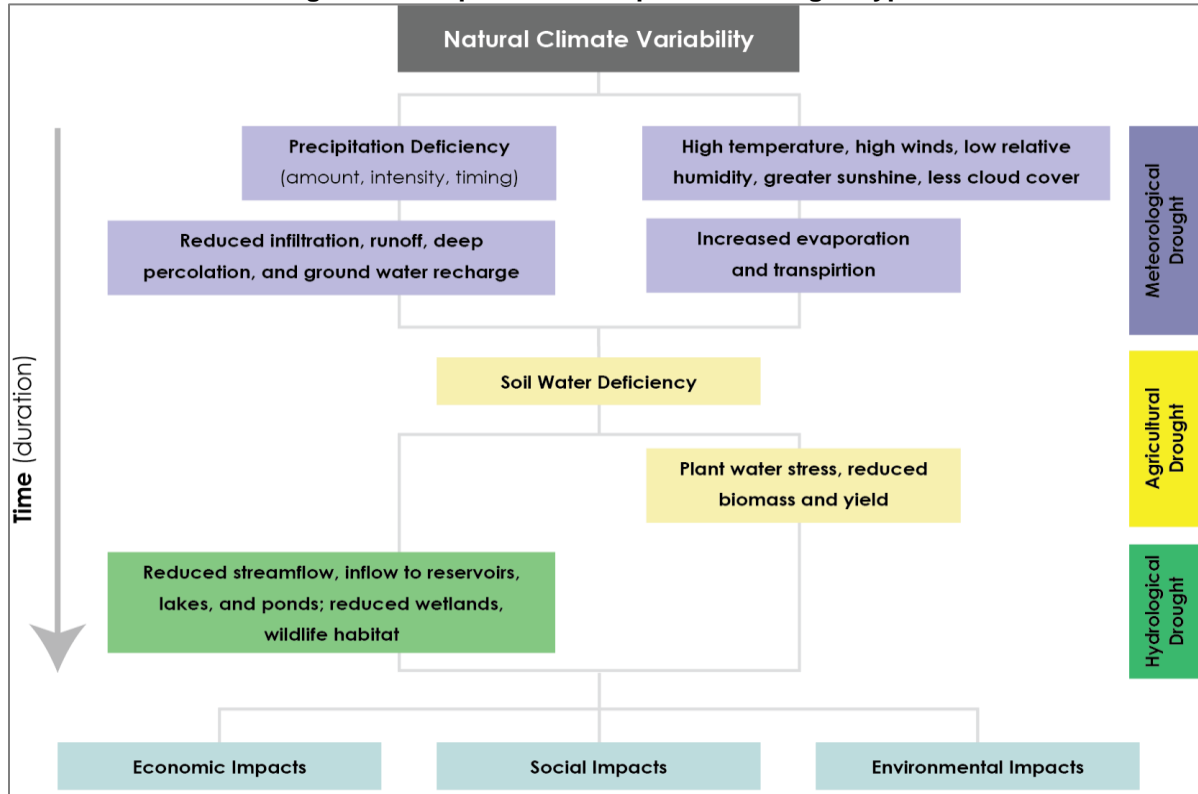 Natural Climate Variability
Precipitation Deficiency
(amount, intensity, timing)
High temperature, high winds, low relative
humidity, greater sunshine, less cloud cover
Reduced infiltration, runoff, deep
percolation, and ground water recharge
Increased evaporation
and transpirtion
Meteorological
Drought
Soil Water Deficiency
Plant water stress, reduced
biomass and yield
Agricultural
Drought
Time (duration)
Reduced streamflow, inflow to reservoirs,
lakes, and ponds; reduced wetlands,
wildlife habitat
Hydrological
Drought
Economic Impacts
Social Impacts
Environmental Impacts